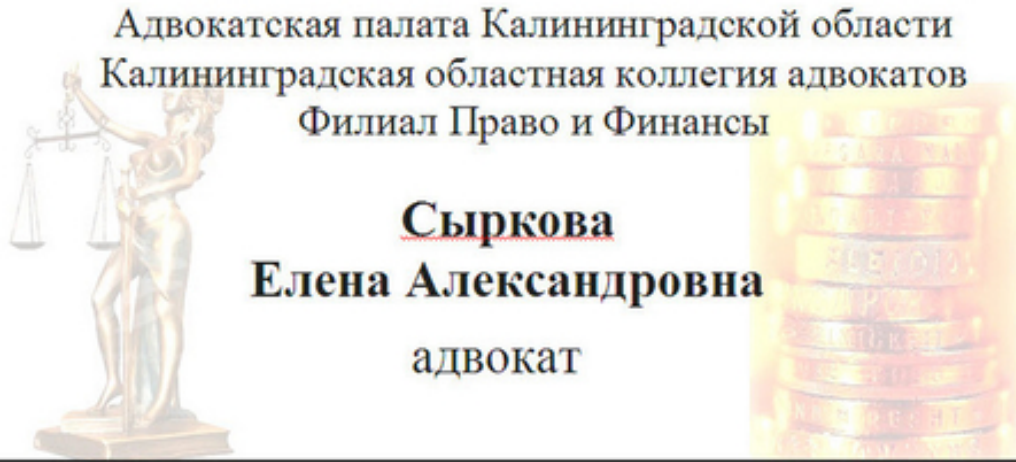 Адвокатская палата Калининградской области
Калининградская областная коллегия адвокатов
Филиал Право и Финансы
Сыркова
Елена Александровна
адвокат